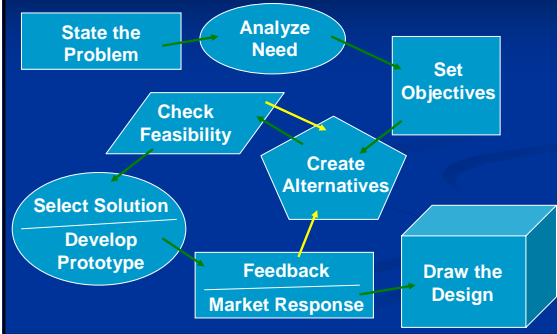 State the
Problem
Analyze
Need
Set
Objectives
Create
Alternatives
Check
Feasibility
Select Solution
Develop
Prototype
Feedback
Market Response
Draw the
Design